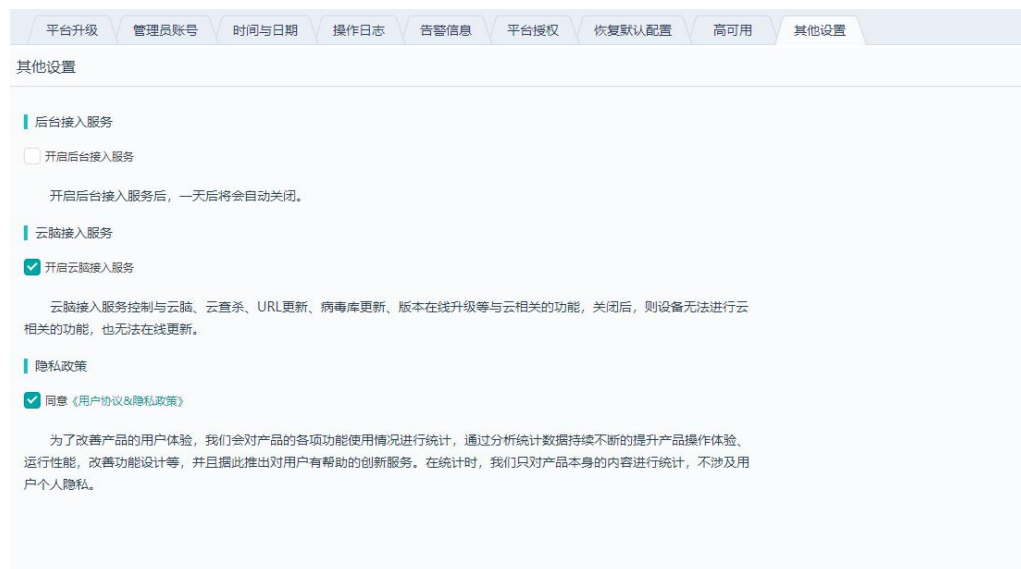 平台升级 管理员账号 时间与日期 操作日志 告警信息 平台授权 恢复默认配置 高可用 其他设置
其他设置
后台接入服务
开启后台接入服务
开启后台接入服务后，一天后将会自动关闭。
云脑接入服务
开启云脑接入服务
云脑接入服务控制与云脑、云查杀、URL更新、病毒库更新、版本在线升级等与云相关的功能，关闭后，则设备无法进行云
相关的功能，也无法在线更新。
隐私政策
同意《用户协议&隐私政策》
为了改善产品的用户体验，我们会对产品的各项功能使用情况进行统计，通过分析统计数据持续不断的提升产品操作体验、
运行性能，改善功能设计等，并且据此推出对用户有帮助的创新服务。在统计时，我们只对产品本身的内容进行统计，不涉及用
户个人隐私。